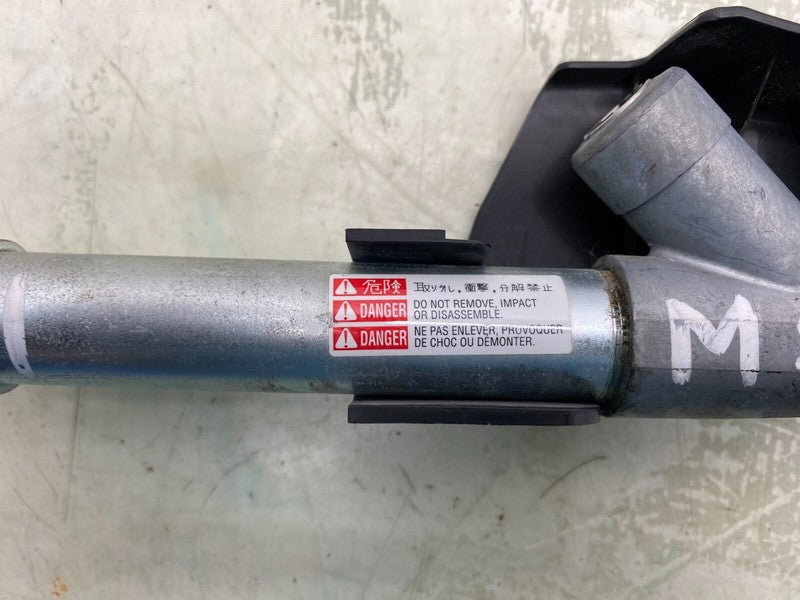 危険 取り外し，衝撃，分解禁止
DANGER DO NOT REMOVE, IMPACT
OR DISASSEMBLE.
DANGER NE PAS ENLEVER, PROVOQUER
DE CHOC OU DÉMONTER.
M